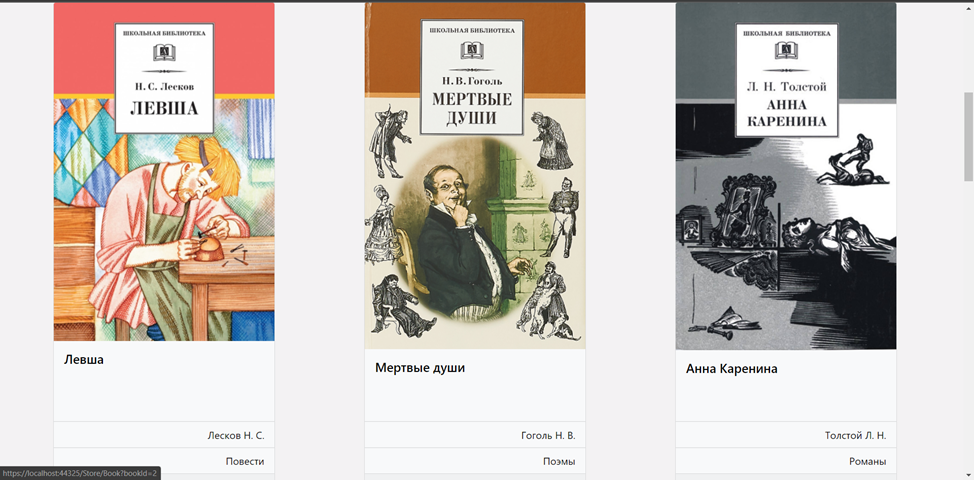 ШКОЛЬНАЯ БИБЛИОТЕКА
Н. С. Лесков
ЛЕВША
ШКОЛЬНАЯ БИБЛИОТЕКА
Н. В. Гоголь
МЕРТВЫЕ
ДУШИ
ШКОЛЬНАЯ БИБЛИОТЕКА
Л. Н. Толстой
АННА
КАРЕНИНА
Левша
Мертвые души
Анна Каренина
Лесков Н. С.
Гоголь Н. В.
Толстой Л. Н.
Повести
Поэмы
Романы
https://localhost:44325/Store/Book?bookId=2